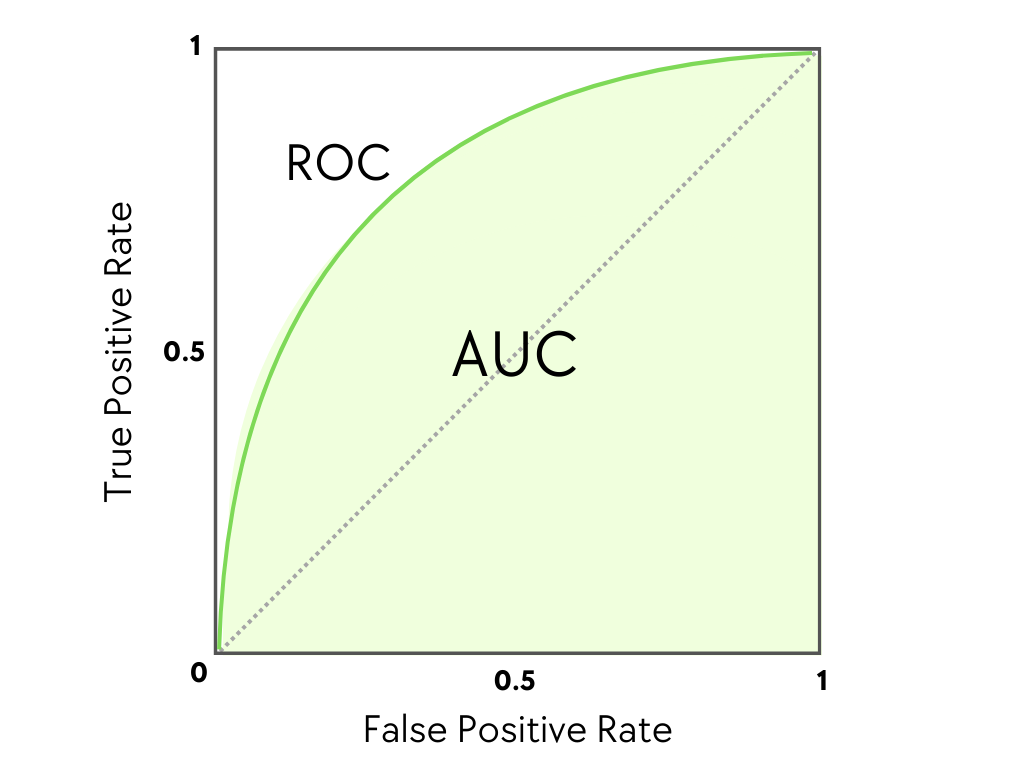 1
ROC
True Positive Rate
0.5
AUC
0
0.5
1
False Positive Rate